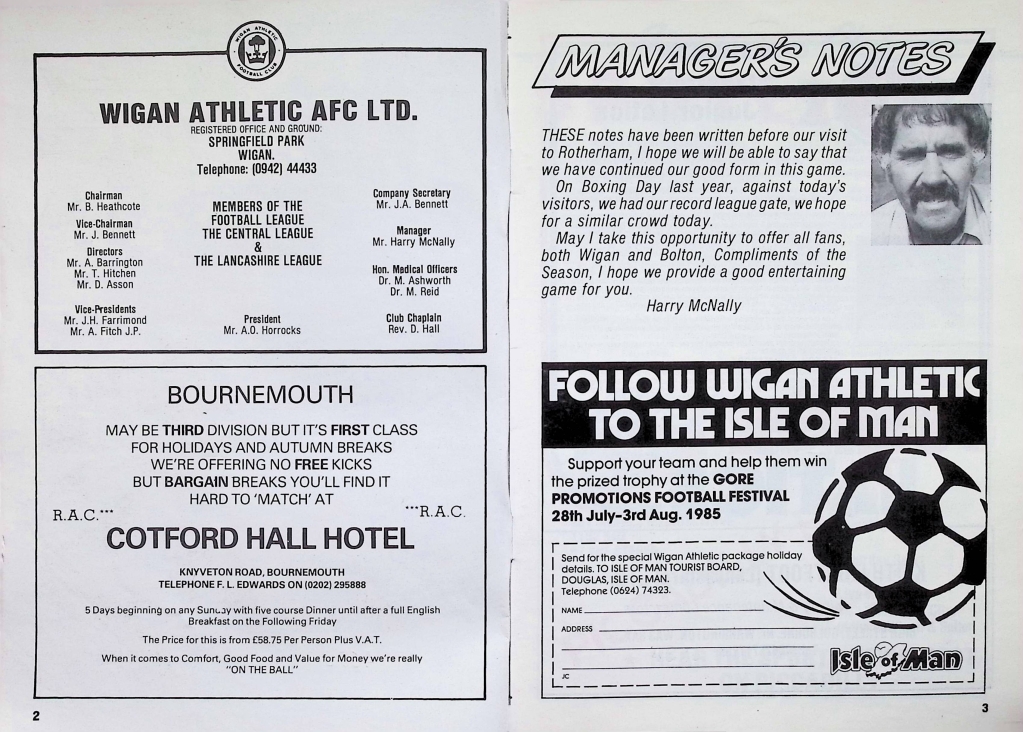 WIGAN ATHLETIC
FOOTBALL CLUB
WIGAN ATHLETIC AFC LTD.
REGISTERED OFFICE AND GROUND:
SPRINGFIELD PARK
WIGAN.
Telephone: (0942) 44433
Chairman
Mr. B. Heathcote
Vice-Chairman
Mr. J. Bennett
Directors
Mr. A. Barrington
Mr. T. Hitchen
Mr. D. Asson
Vice-Presidents
Mr. J.H. Farrimond
Mr. A. Fitch J.P.
MEMBERS OF THE
FOOTBALL LEAGUE
THE CENTRAL LEAGUE
&
THE LANCASHIRE LEAGUE
President
Mr. A.O. Horrocks
Company Secretary
Mr. J.A. Bennett
Manager
Mr. Harry McNally
Hon. Medical Officers
Dr. M. Ashworth
Dr. M. Reid
Club Chaplain
Rev. D. Hall
BOURNEMOUTH
MAY BE THIRD DIVISION BUT IT'S FIRST CLASS
FOR HOLIDAYS AND AUTUMN BREAKS
WE'RE OFFERING NO FREE KICKS
BUT BARGAIN BREAKS YOU'LL FIND IT
HARD TO 'MATCH' AT
R.A.C.*** ***R.A.C.
COTFORD HALL HOTEL
KNYVETON ROAD, BOURNEMOUTH
TELEPHONE F. L. EDWARDS ON (0202) 295888
5 Days beginning on any Sunday with five course Dinner until after a full English
Breakfast on the Following Friday
The Price for this is from £58.75 Per Person Plus V.A.T.
When it comes to Comfort, Good Food and Value for Money we're really
"ON THE BALL"
2
MANAGER'S NOTES
THESE notes have been written before our visit
to Rotherham, I hope we will be able to say that
we have continued our good form in this game.
On Boxing Day last year, against today's
visitors, we had our record league gate, we hope
for a similar crowd today.
May I take this opportunity to offer all fans,
both Wigan and Bolton, Compliments of the
Season, I hope we provide a good entertaining
game for you.
Harry McNally
FOLLOW WIGAN ATHLETIC
TO THE ISLE OF MAN
Support your team and help them win
the prized trophy at the GORE
PROMOTIONS FOOTBALL FESTIVAL
28th July-3rd Aug. 1985
Send for the special Wigan Athletic package holiday
details. TO ISLE OF MAN TOURIST BOARD,
DOUGLAS, ISLE OF MAN.
Telephone (0624) 74323.
NAME
ADDRESS
JC
Isle of Man
3